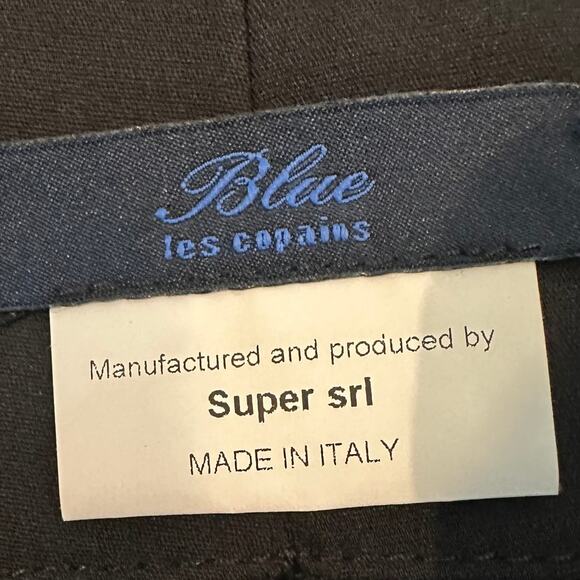 Blue
les copains
Manufactured and produced by
Super srl
MADE IN ITALY